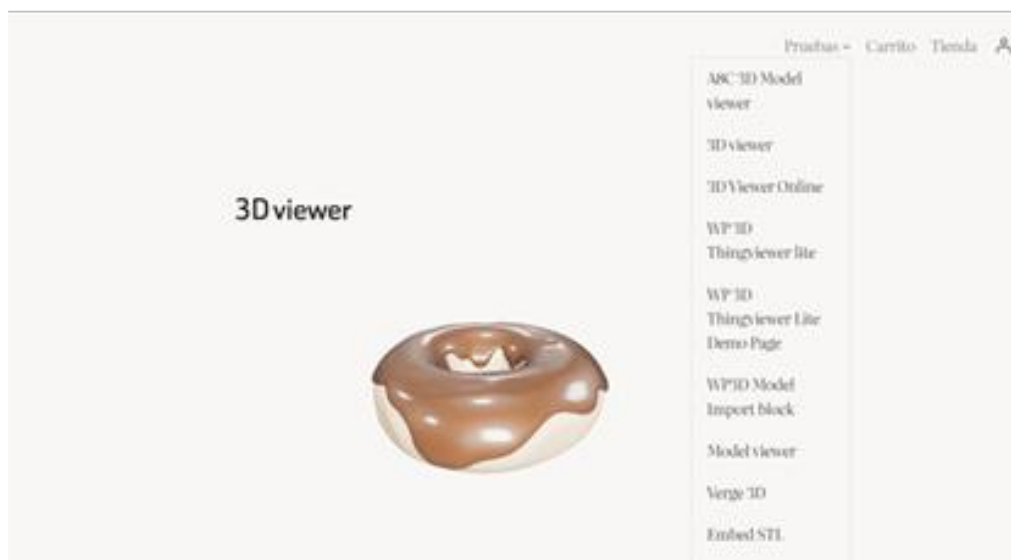 Pruebas Carrito Tienda
A8C 3D Model
viewer
3D viewer
3D Viewer Online
WP 3D
Thingviewer lite
WP 3D
Thingviewer Lite
Demo Page
WP3D Model
Import block
Model viewer
Verge 3D
Embed STL
3D viewer